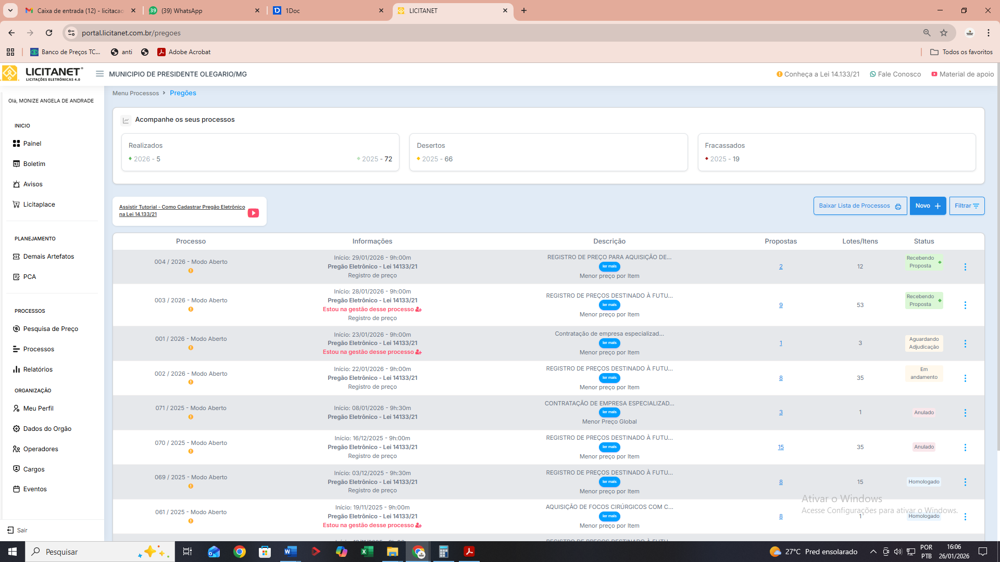 Caixa de entrada (12) - licitacao
39
(39) WhatsApp
1Doc
LICITANET
portal.licitanet.com.br/pregoes
Banco de Preços TC...
anti
Adobe Acrobat
Todos os favoritos
LICITANET
LICITAÇÕES ELETRÔNICAS 4.0
MUNICIPIO DE PRESIDENTE OLEGARIO/MG
Conheça a Lei 14.133/21
Fale Conosco
Material de apoio
Olá, MONIZE ANGELA DE ANDRADE
INICIO
Painel
Boletim
Avisos
Licitaplace
PLANEJAMENTO
Demais Artefatos
PCA
PROCESSOS
Pesquisa de Preço
Processos
Relatórios
ORGANIZAÇÃO
Meu Perfil
Dados do Orgão
Operadores
Cargos
Eventos
Sair
Menu Processos > Pregões
Acompanhe os seus processos
Realizados
2026 - 5
2025 - 72
Desertos
2025 - 66
Fracassados
2025 - 19
Assistir Tutorial - Como Cadastrar Pregão Eletrônico
na Lei 14.133/21
Baixar Lista de Processos
Novo +
Filtrar
Processo Informações Descrição Propostas Lotes/Itens Status
004 / 2026 - Modo Aberto
Início: 29/01/2026 - 9h:00m
Pregão Eletrônico - Lei 14133/21
Registro de preço
REGISTRO DE PREÇO PARA AQUISIÇÃO DE...
ler mais
Menor preço por Item
2
12
Recebendo
Proposta
003 / 2026 - Modo Aberto
Início: 28/01/2026 - 9h:00m
Pregão Eletrônico - Lei 14133/21
Estou na gestão desse processo
Registro de preço
REGISTRO DE PREÇOS DESTINADO À FUTU...
ler mais
Menor preço por Item
9
53
Recebendo
Proposta
001 / 2026 - Modo Aberto
Início: 23/01/2026 - 9h:00m
Pregão Eletrônico - Lei 14133/21
Estou na gestão desse processo
Contratação de empresa especializad...
ler mais
Menor preço por Item
1
3
Aguardando
Adjudicação
002 / 2026 - Modo Aberto
Início: 22/01/2026 - 9h:00m
Pregão Eletrônico - Lei 14133/21
Registro de preço
REGISTRO DE PREÇOS DESTINADO À FUTU...
ler mais
Menor preço por Item
8
35
Em
andamento
071 / 2025 - Modo Aberto
Início: 08/01/2026 - 9h:30m
Pregão Eletrônico - Lei 14133/21
CONTRATAÇÃO DE EMPRESA ESPECIALIZAD...
ler mais
Menor Preço Global
3
1
Anulado
070 / 2025 - Modo Aberto
Início: 16/12/2025 - 9h:00m
Pregão Eletrônico - Lei 14133/21
Registro de preço
REGISTRO DE PREÇOS DESTINADO À FUTU...
ler mais
Menor preço por Item
15
35
Anulado
069 / 2025 - Modo Aberto
Início: 03/12/2025 - 9h:30m
Pregão Eletrônico - Lei 14133/21
Registro de preço
REGISTRO DE PREÇOS DESTINADO À FUTU...
ler mais
Menor preço por Item
8
15
Homologado
061 / 2025 - Modo Aberto
Início: 19/11/2025 - 9h:00m
Pregão Eletrônico - Lei 14133/21
Estou na gestão desse processo
AQUISIÇÃO DE FOCOS CIRÚRGICOS COM C...
ler mais
Menor preço por Item
8
1
Homologado
Ativar o Windows
Acesse Configurações para ativar o Windows.
Pesquisar
27°C Pred ensolarado
POR
PTB
16:06
26/01/2026